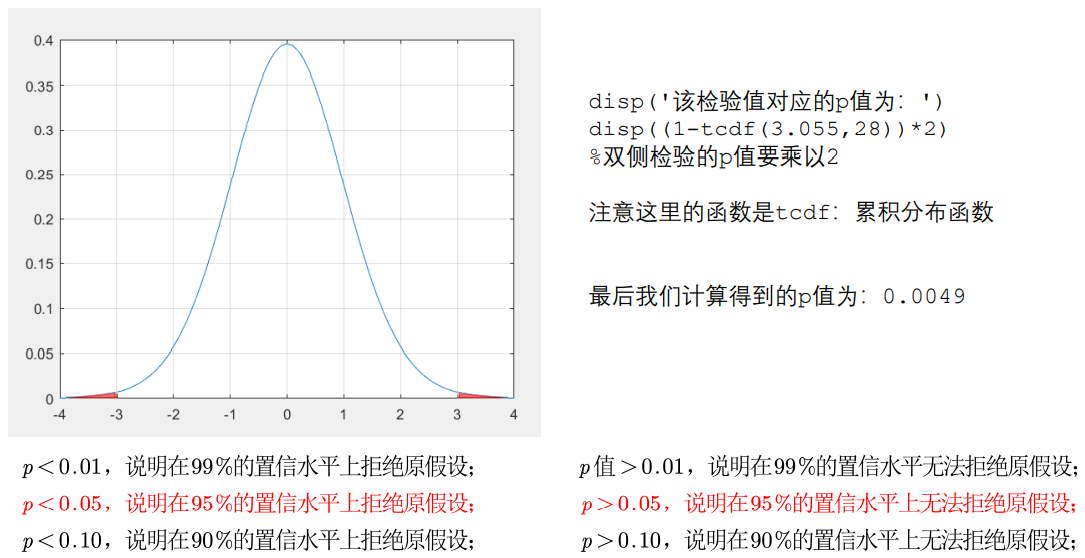 0.4
0.35
0.3
0.25
0.2
0.15
0.1
0.05
0
-4 -3 -2 -1 0 1 2 3 4
disp('该检验值对应的p值为：')
disp((1-tcdf(3.055,28))*2)
%双侧检验的p值要乘以2
注意这里的函数是tcdf：累积分布函数
最后我们计算得到的p值为：0.0049
p<0.01，说明在99%的置信水平上拒绝原假设；
p<0.05，说明在95%的置信水平上拒绝原假设；
p<0.10，说明在90%的置信水平上拒绝原假设；
p值>0.01，说明在99%的置信水平无法拒绝原假设；
p>0.05，说明在95%的置信水平上无法拒绝原假设；
p>0.10，说明在90%的置信水平上无法拒绝原假设；